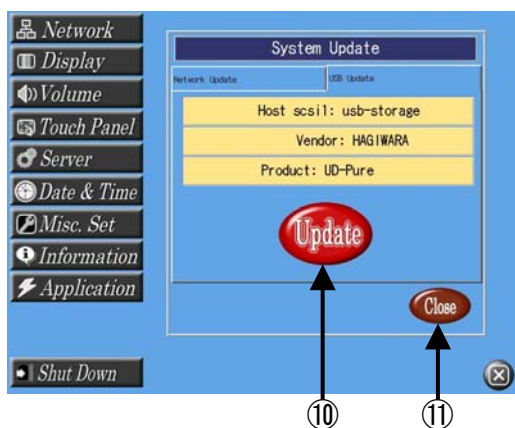 Network
Display
Volume
Touch Panel
Server
Date & Time
Misc. Set
Information
Application
Shut Down
System Update
Network Update
USB Update
Host scsi1: usb-storage
Vendor: HAGIWARA
Product: UD-Pure
Update
Close
⑩
⑪